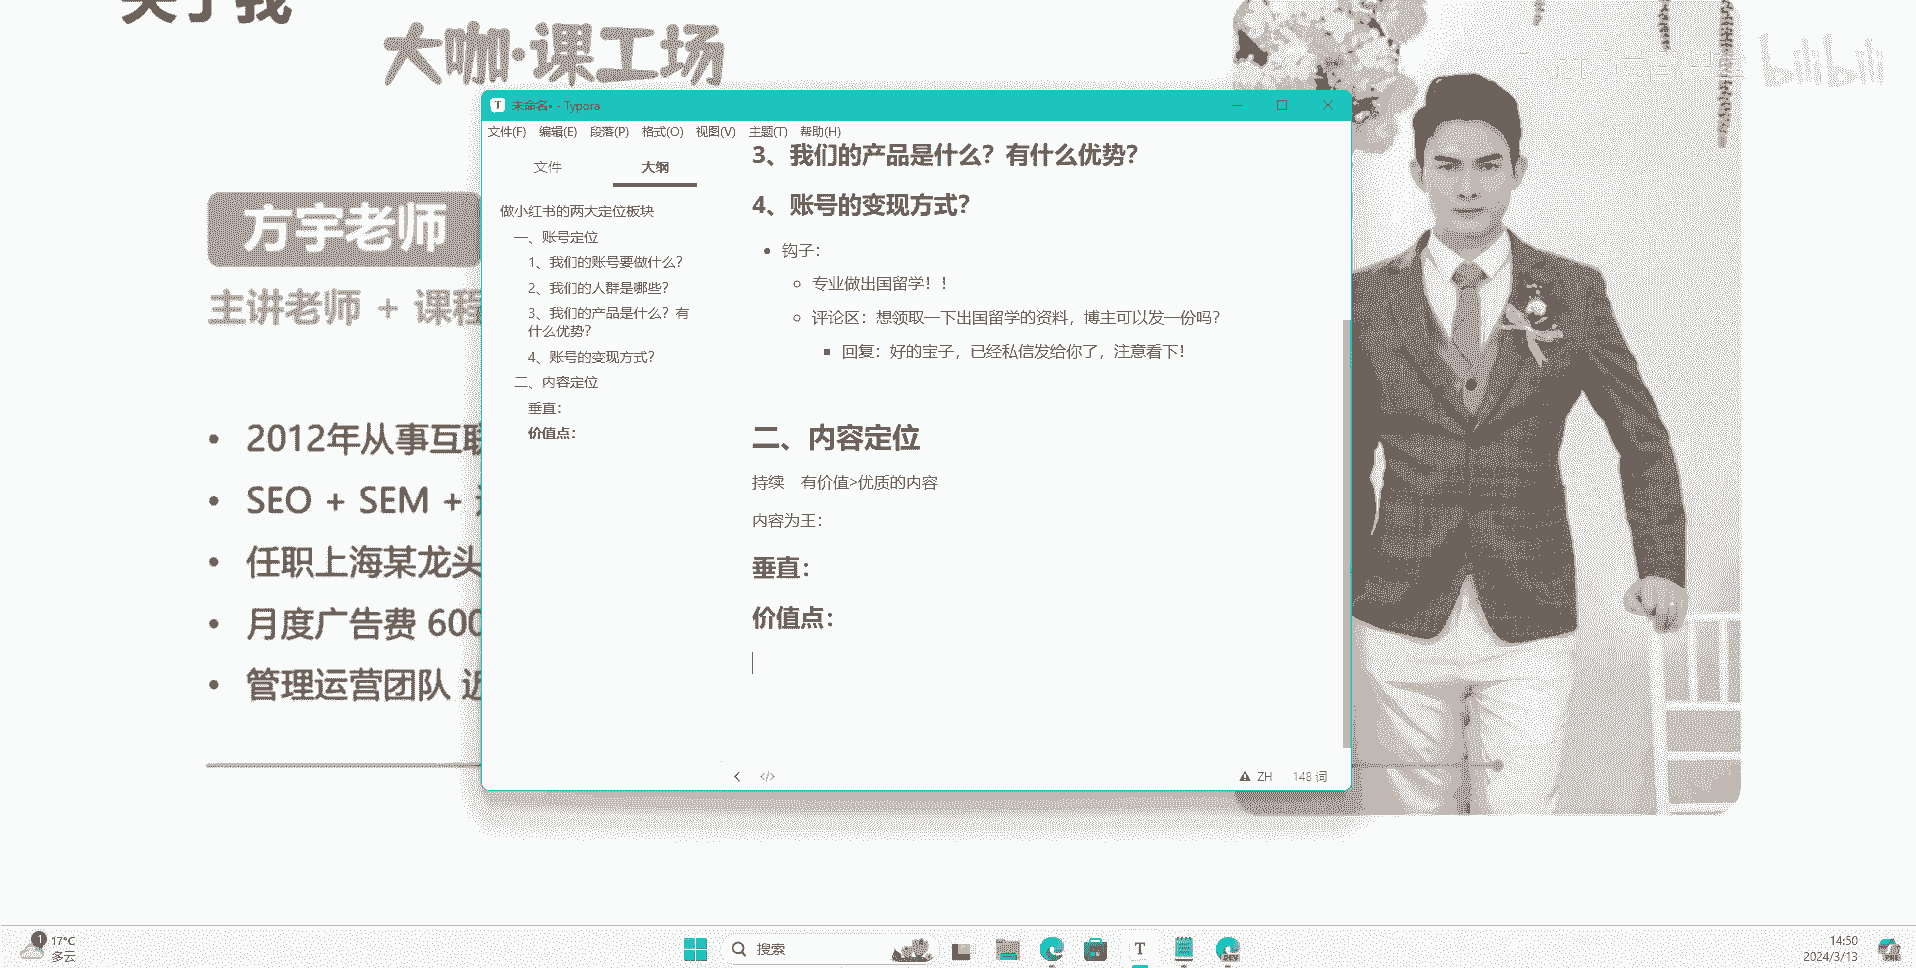 关于我
大咖·课工场
bilibili
方宇老师
主讲老师 + 课程
• 2012年从事互联
• SEO + SEM +
• 任职上海某龙头
• 月度广告费 600
• 管理运营团队 近
未命名• - Typora
文件(F) 编辑(E) 段落(P) 格式(O) 视图(V) 主题(T) 帮助(H)
文件 大纲
做小红书的两大定位板块
一、账号定位
1、我们的账号要做什么？
2、我们的人群是哪些？
3、我们的产品是什么？有
什么优势？
4、账号的变现方式？
二、内容定位
垂直：
价值点：
3、我们的产品是什么？有什么优势？
4、账号的变现方式？
• 钩子：
◦ 专业做出国留学！！
◦ 评论区：想领取一下出国留学的资料，博主可以发一份吗？
▪ 回复：好的宝子，已经私信发给你了，注意看下！
二、内容定位
持续 有价值>优质的内容
内容为王：
垂直：
价值点：
ZH 148 词
1 17°C
多云
搜索
T
14:50
2024/3/13